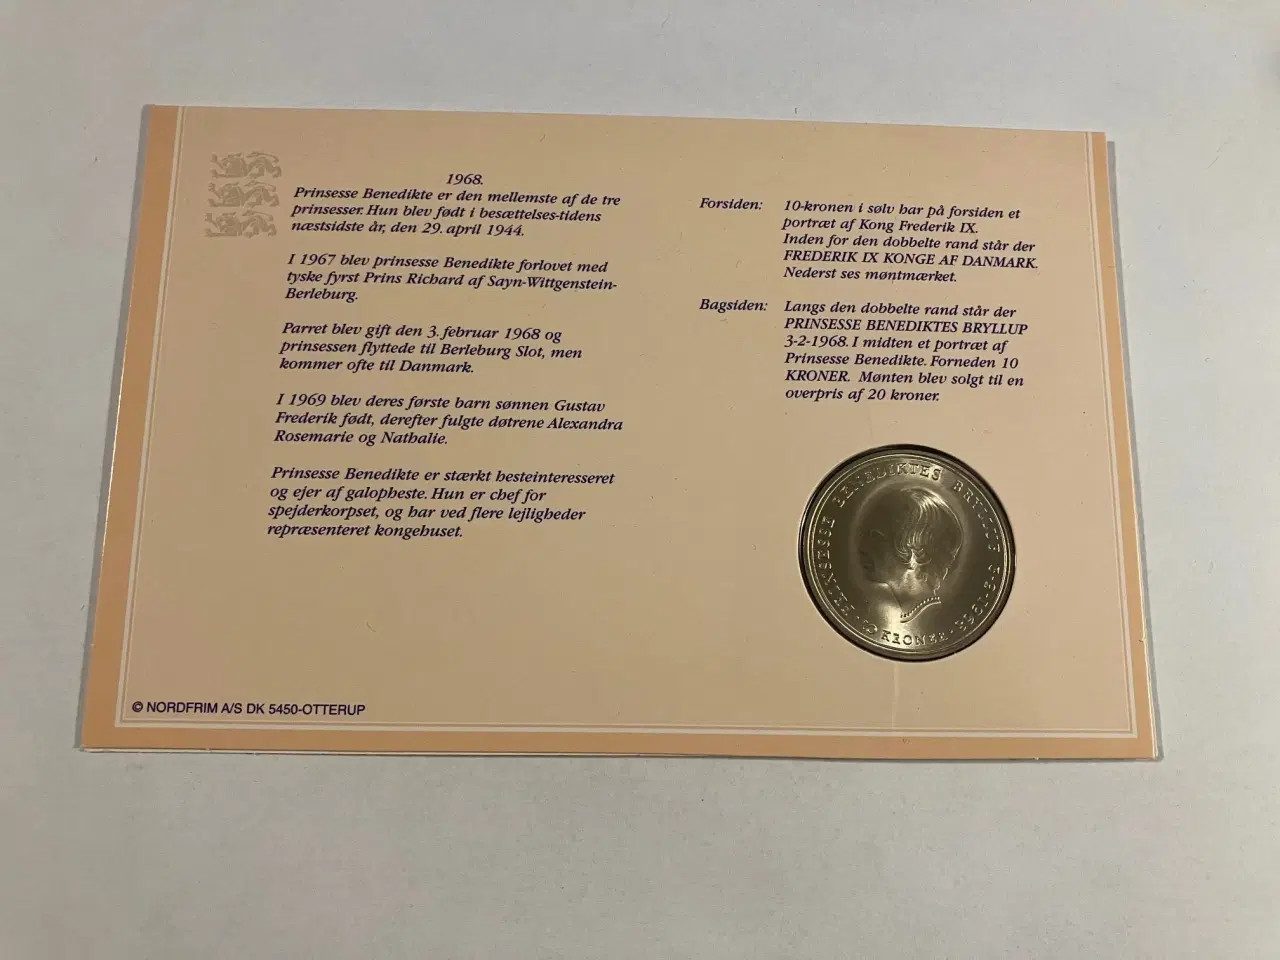 1968.
Prinsesse Benedikte er den mellemste af de tre
prinsesser. Hun blev født i besættelses-tidens
næstsidste år, den 29. april 1944.
I 1967 blev prinsesse Benedikte forlovet med
tyske fyrst Prins Richard af Sayn-Wittgenstein-
Berleburg.
Parret blev gift den 3. februar 1968 og
prinsessen flyttede til Berleburg Slot, men
kommer ofte til Danmark.
I 1969 blev deres første barn sønnen Gustav
Frederik født, derefter fulgte døtrene Alexandra
Rosemarie og Nathalie.
Prinsesse Benedikte er stærkt hesteinteresseret
og ejer af galopheste. Hun er chef for
spejderkorpset, og har ved flere lejligheder
repræsenteret kongehuset.
© NORDFRIM A/S DK 5450-OTTERUP
Forsiden: 10-kronen i sølv har på forsiden et
portræt af Kong Frederik IX.
Inden for den dobbelte rand står der
FREDERIK IX KONGE AF DANMARK.
Nederst ses møntmærket.
Bagsiden: Langs den dobbelte rand står der
PRINSESSE BENEDIKTES BRYLLUP
3-2-1968. I midten et portræt af
Prinsesse Benedikte. Forneden 10
KRONER. Mønten blev solgt til en
overpris af 20 kroner.
PRINSESSE BENEDIKTES BRYLLUP 3-2-1968
10 KRONER